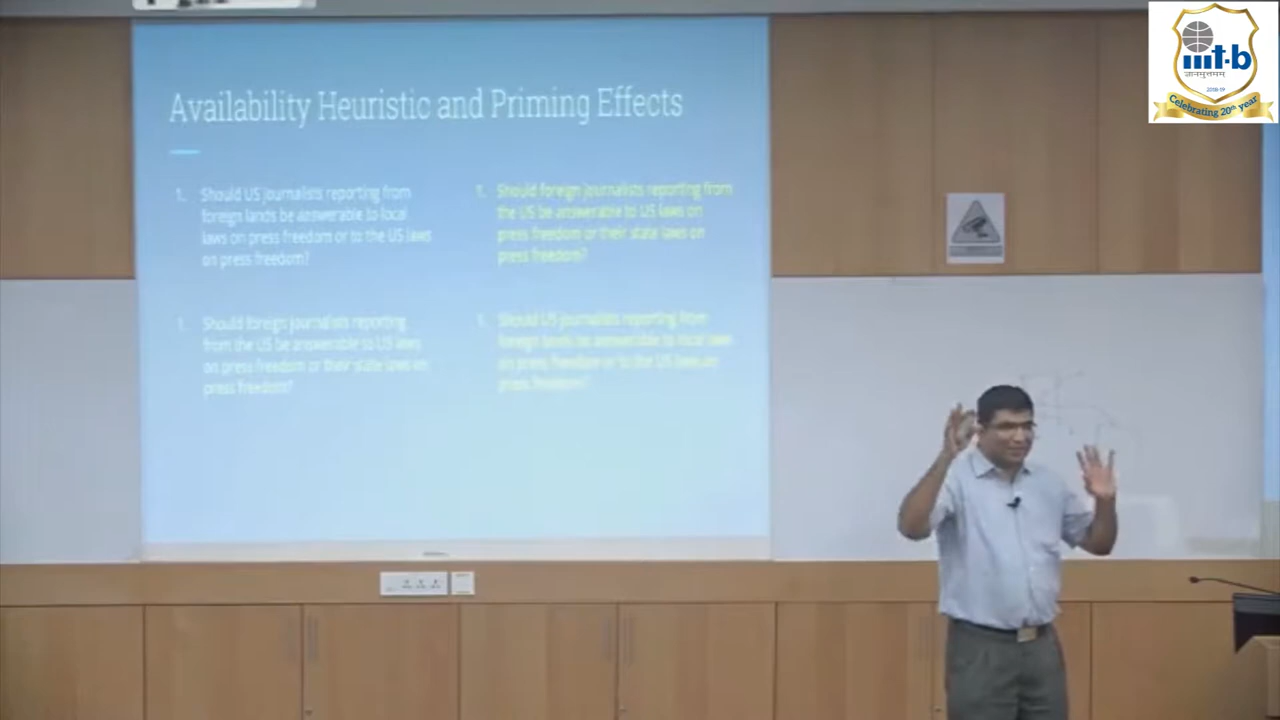 Availability Heuristic and Priming Effects
1. Should US journalists reporting from
foreign lands be answerable to local
laws on press freedom or to the US laws
on press freedom?
1. Should foreign journalists reporting
from the US be answerable to US laws
on press freedom or their state laws on
press freedom?
1. Should foreign journalists reporting from
the US be answerable to US laws on
press freedom or their state laws on
press freedom?
1. Should US journalists reporting from
foreign lands be answerable to local laws
on press freedom or to the US laws on
press freedom?
iiit-b
ज्ञानमुत्तमम्
2018-19
Celebrating 20th year